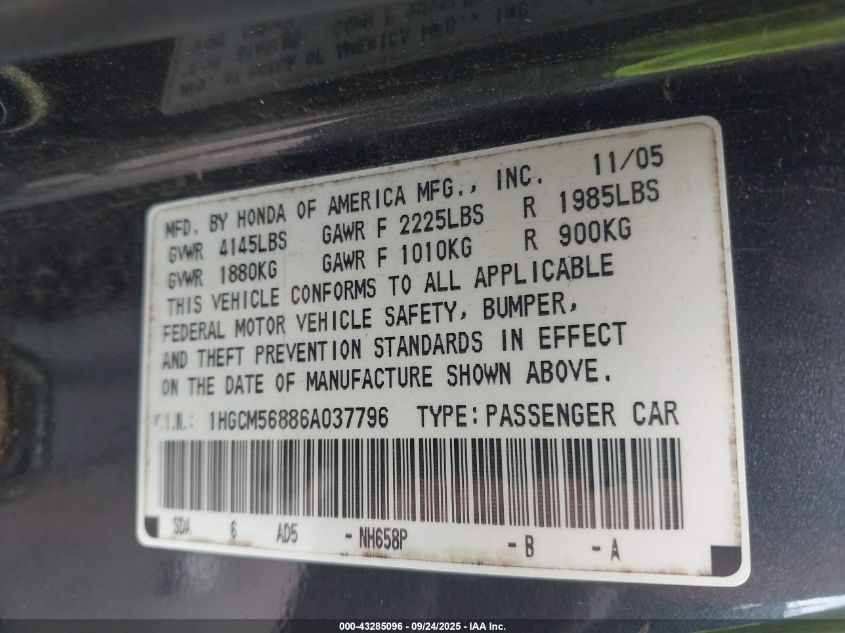 MFD. BY HONDA OF AMERICA MFG., INC. 11/05
GVWR 4145LBS GAWR F 2225LBS R 1985LBS
GVWR 1880KG GAWR F 1010KG R 900KG
THIS VEHICLE CONFORMS TO ALL APPLICABLE
FEDERAL MOTOR VEHICLE SAFETY, BUMPER,
AND THEFT PREVENTION STANDARDS IN EFFECT
ON THE DATE OF MANUFACTURE SHOWN ABOVE.
V.I.N.: 1HGCM56886A037796 TYPE: PASSENGER CAR
SDA 6 AD5 - NH658P - B - A
000-43285096 - 09/24/2025 - IAA Inc.